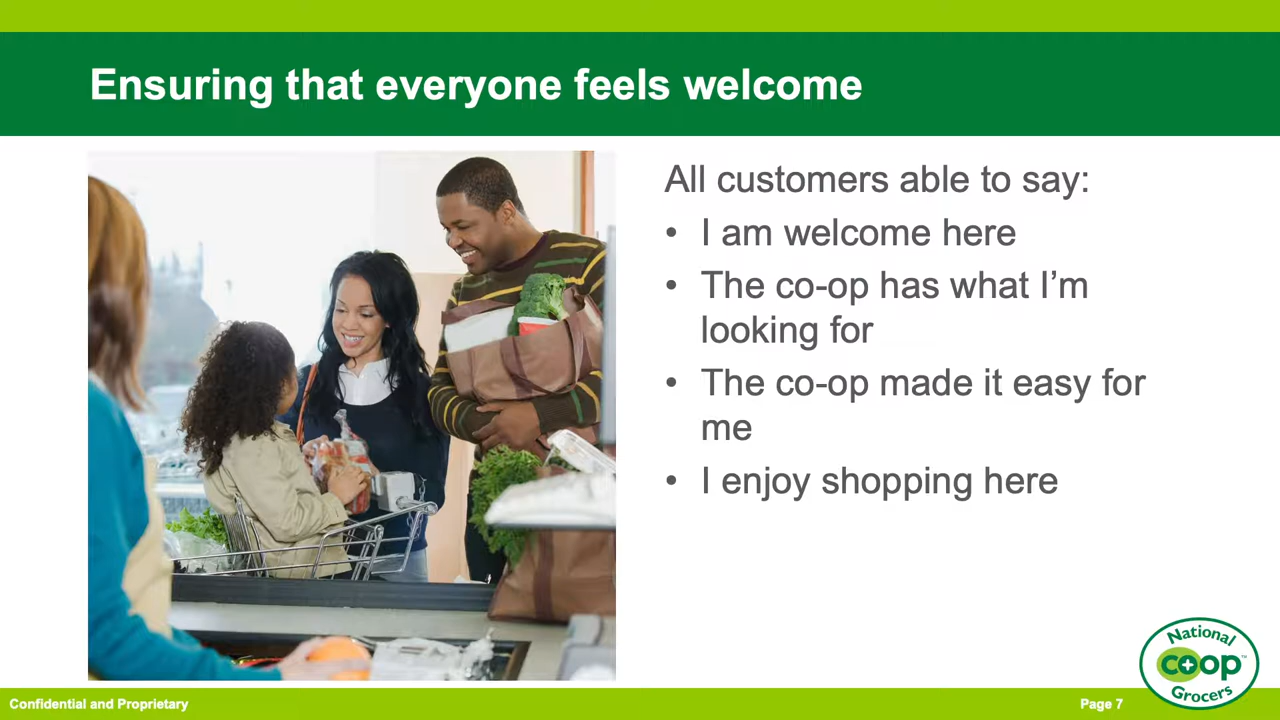 Ensuring that everyone feels welcome
All customers able to say:
• I am welcome here
• The co-op has what I’m
looking for
• The co-op made it easy for
me
• I enjoy shopping here
National
co+op™
Grocers
Confidential and Proprietary
Page 7